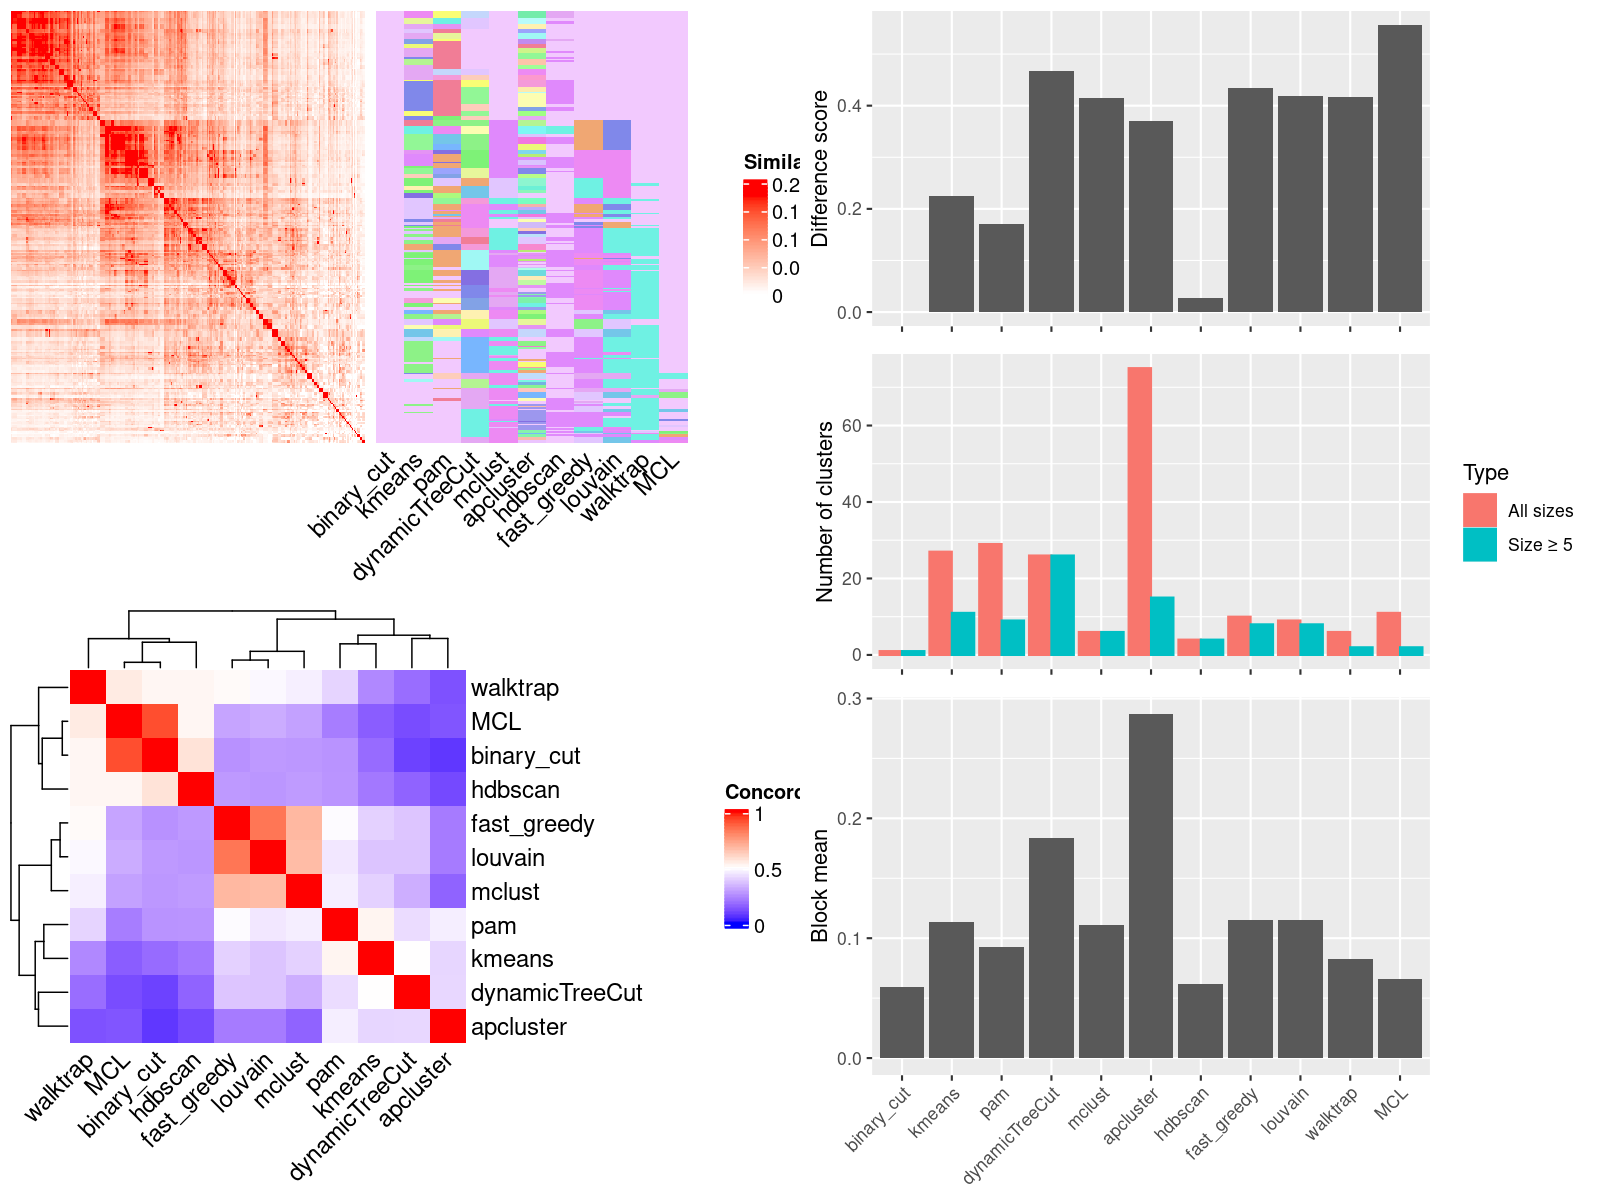 Simila
0.2
0.1
0.1
0.0
0
binary_cut
kmeans
pam
dynamicTreeCut
mclust
apcluster
hdbscan
fast_greedy
louvain
walktrap
MCL
walktrap
MCL
binary_cut
hdbscan
fast_greedy
louvain
mclust
pam
kmeans
dynamicTreeCut
apcluster
walktrap
MCL
binary_cut
hdbscan
fast_greedy
louvain
mclust
pam
kmeans
dynamicTreeCut
apcluster
Concord
1
0.5
0
Difference score
0.4
0.2
0.0
Number of clusters
60
40
20
0
Type
All sizes
Size ≥ 5
Block mean
0.3
0.2
0.1
0.0
binary_cut
kmeans
pam
dynamicTreeCut
mclust
apcluster
hdbscan
fast_greedy
louvain
walktrap
MCL